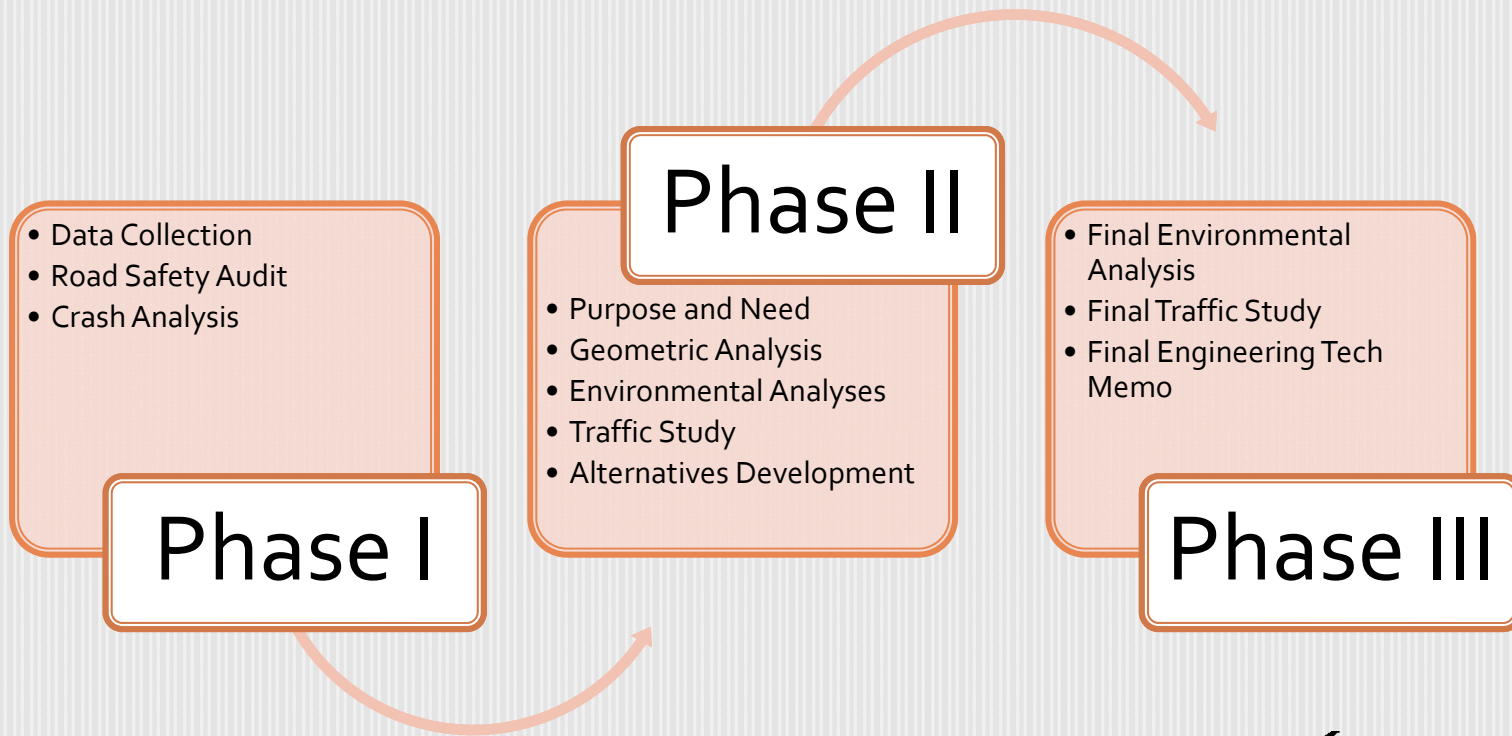 • Data Collection
• Road Safety Audit
• Crash Analysis
Phase I
Phase II
• Purpose and Need
• Geometric Analysis
• Environmental Analyses
• Traffic Study
• Alternatives Development
• Final Environmental
Analysis
• Final Traffic Study
• Final Engineering Tech
Memo
Phase III